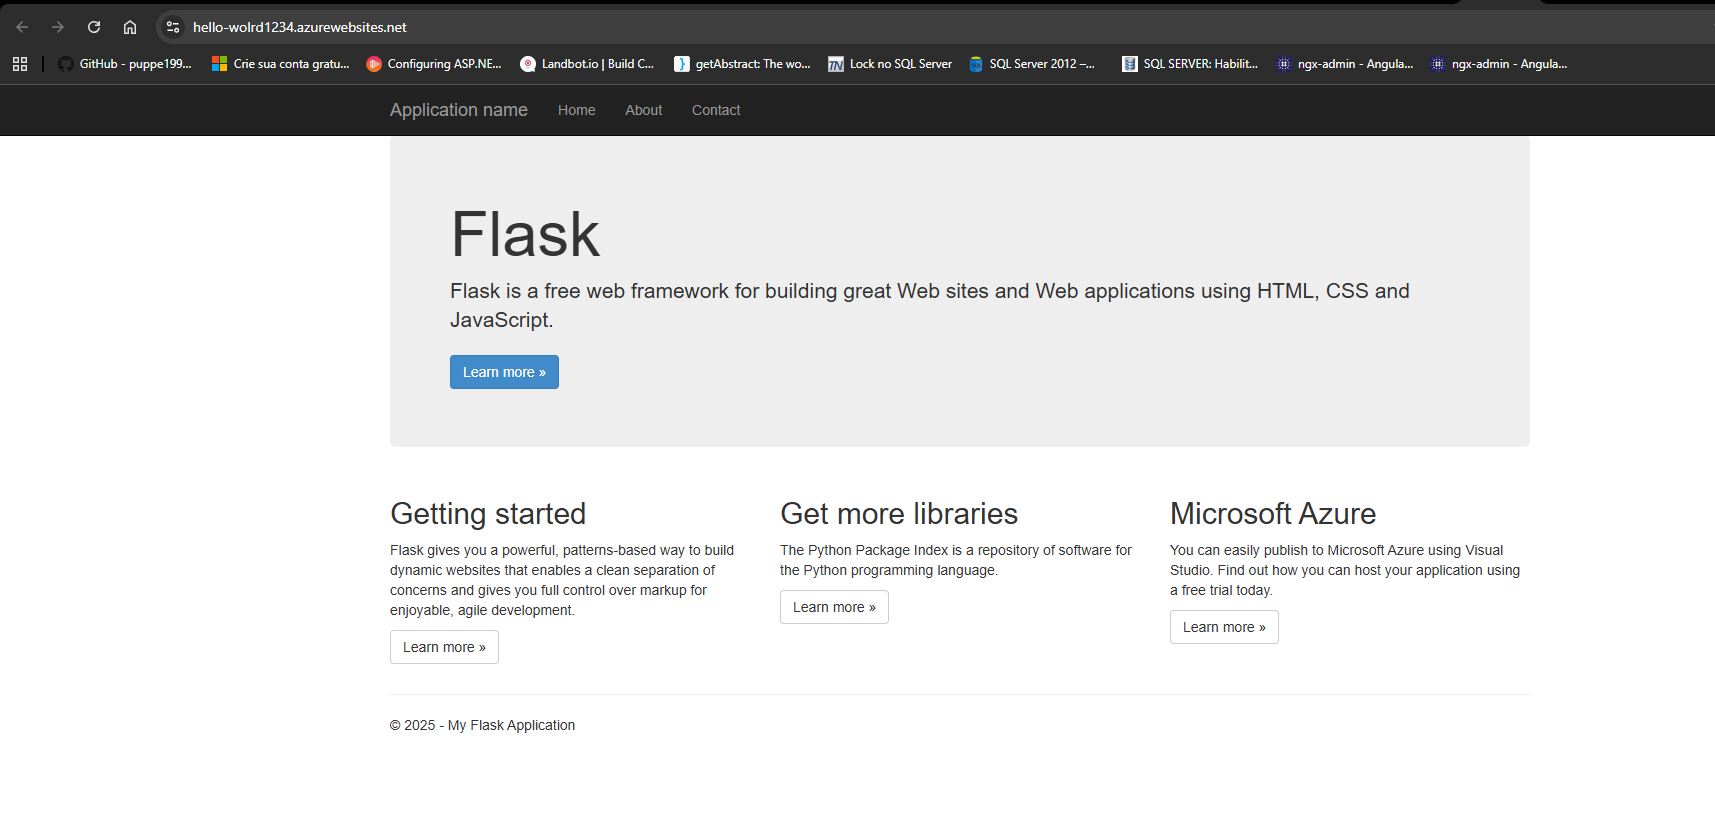 hello-wolrd1234.azurewebsites.net
GitHub - puppe199... Crie sua conta gratu... Configuring ASP.NE... Landbot.io | Build C... getAbstract: The wo... TN Lock no SQL Server SQL Server 2012 –... SQL SERVER: Habilit... ngx-admin - Angula... ngx-admin - Angula...
Application name Home About Contact
Flask
Flask is a free web framework for building great Web sites and Web applications using HTML, CSS and
JavaScript.
Learn more »
Getting started
Flask gives you a powerful, patterns-based way to build
dynamic websites that enables a clean separation of
concerns and gives you full control over markup for
enjoyable, agile development.
Learn more »
Get more libraries
The Python Package Index is a repository of software for
the Python programming language.
Learn more »
Microsoft Azure
You can easily publish to Microsoft Azure using Visual
Studio. Find out how you can host your application using
a free trial today.
Learn more »
© 2025 - My Flask Application